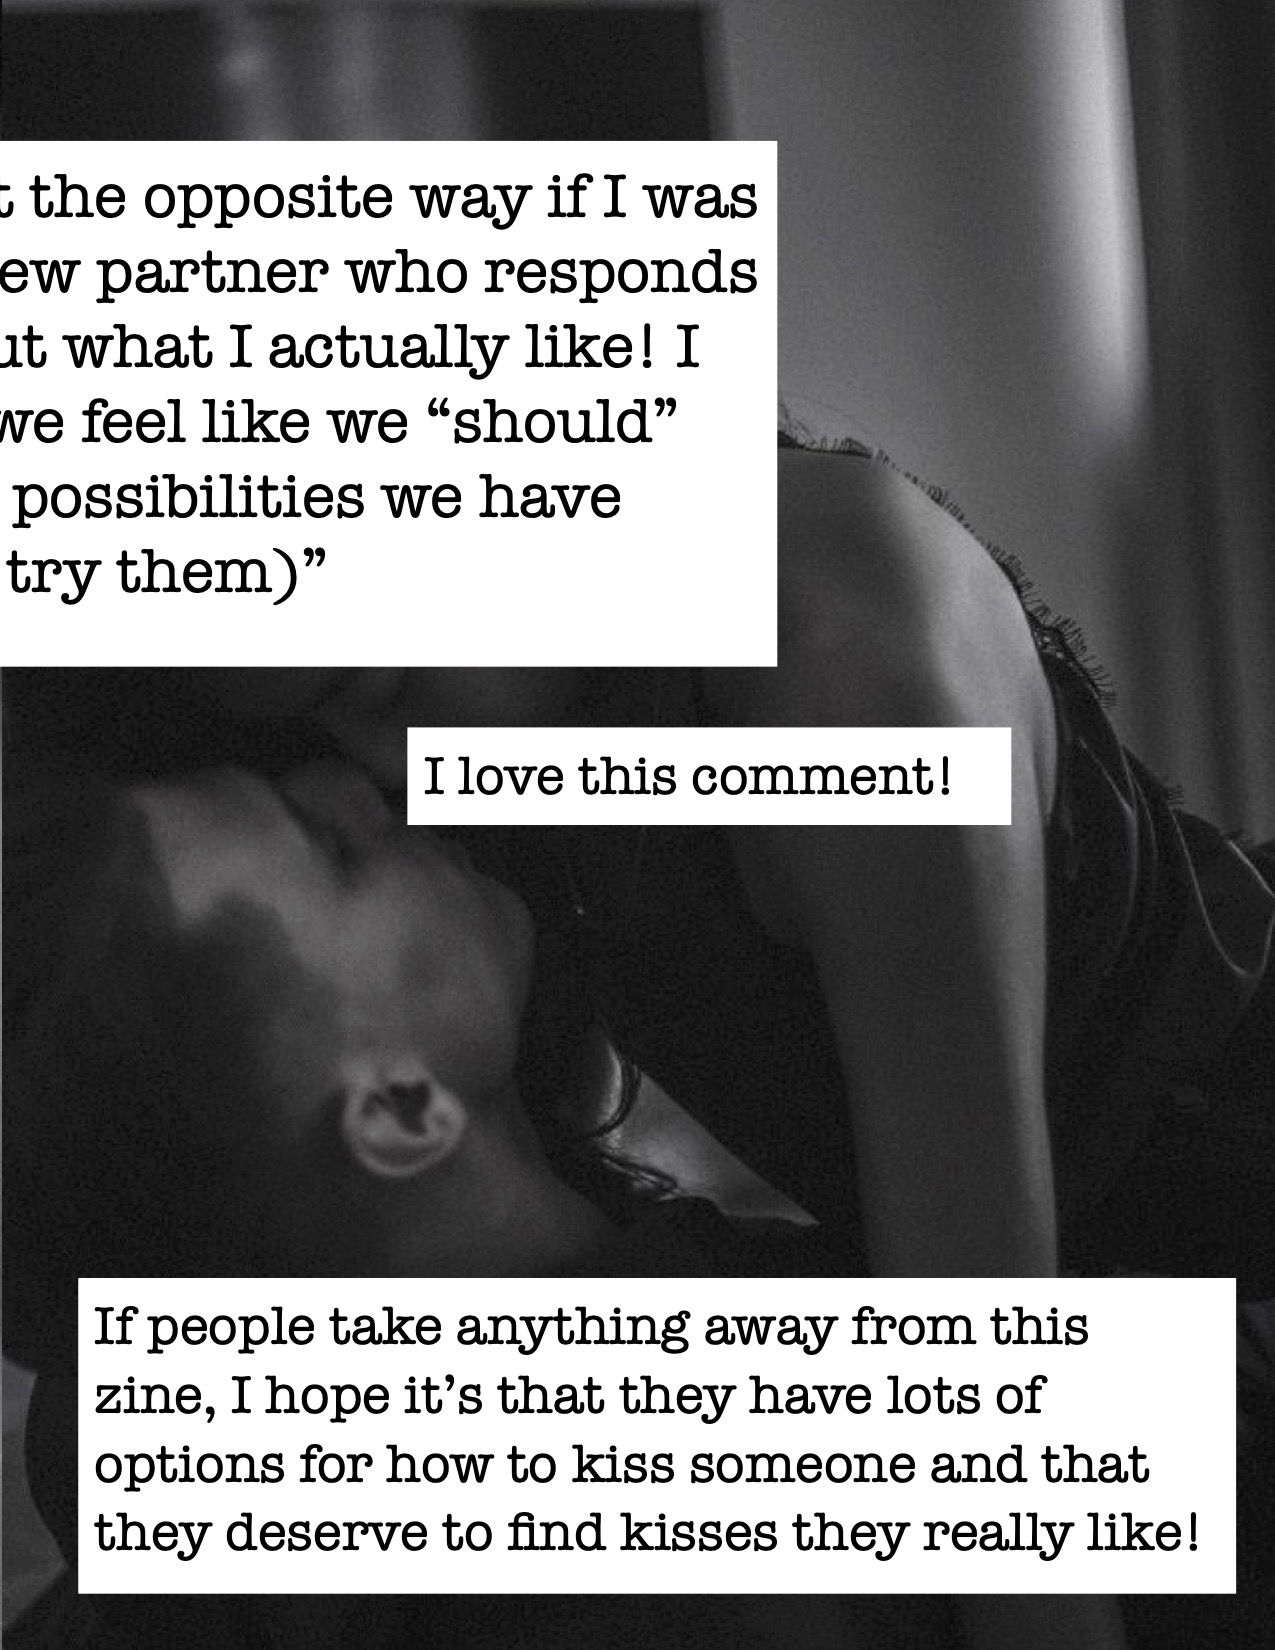 the opposite way if I was
partner who responds
what I actually like! I
we feel like we “should”
possibilities we have
try them)”
I love this comment!
If people take anything away from this
zine, I hope it’s that they have lots of
options for how to kiss someone and that
they deserve to find kisses they really like!